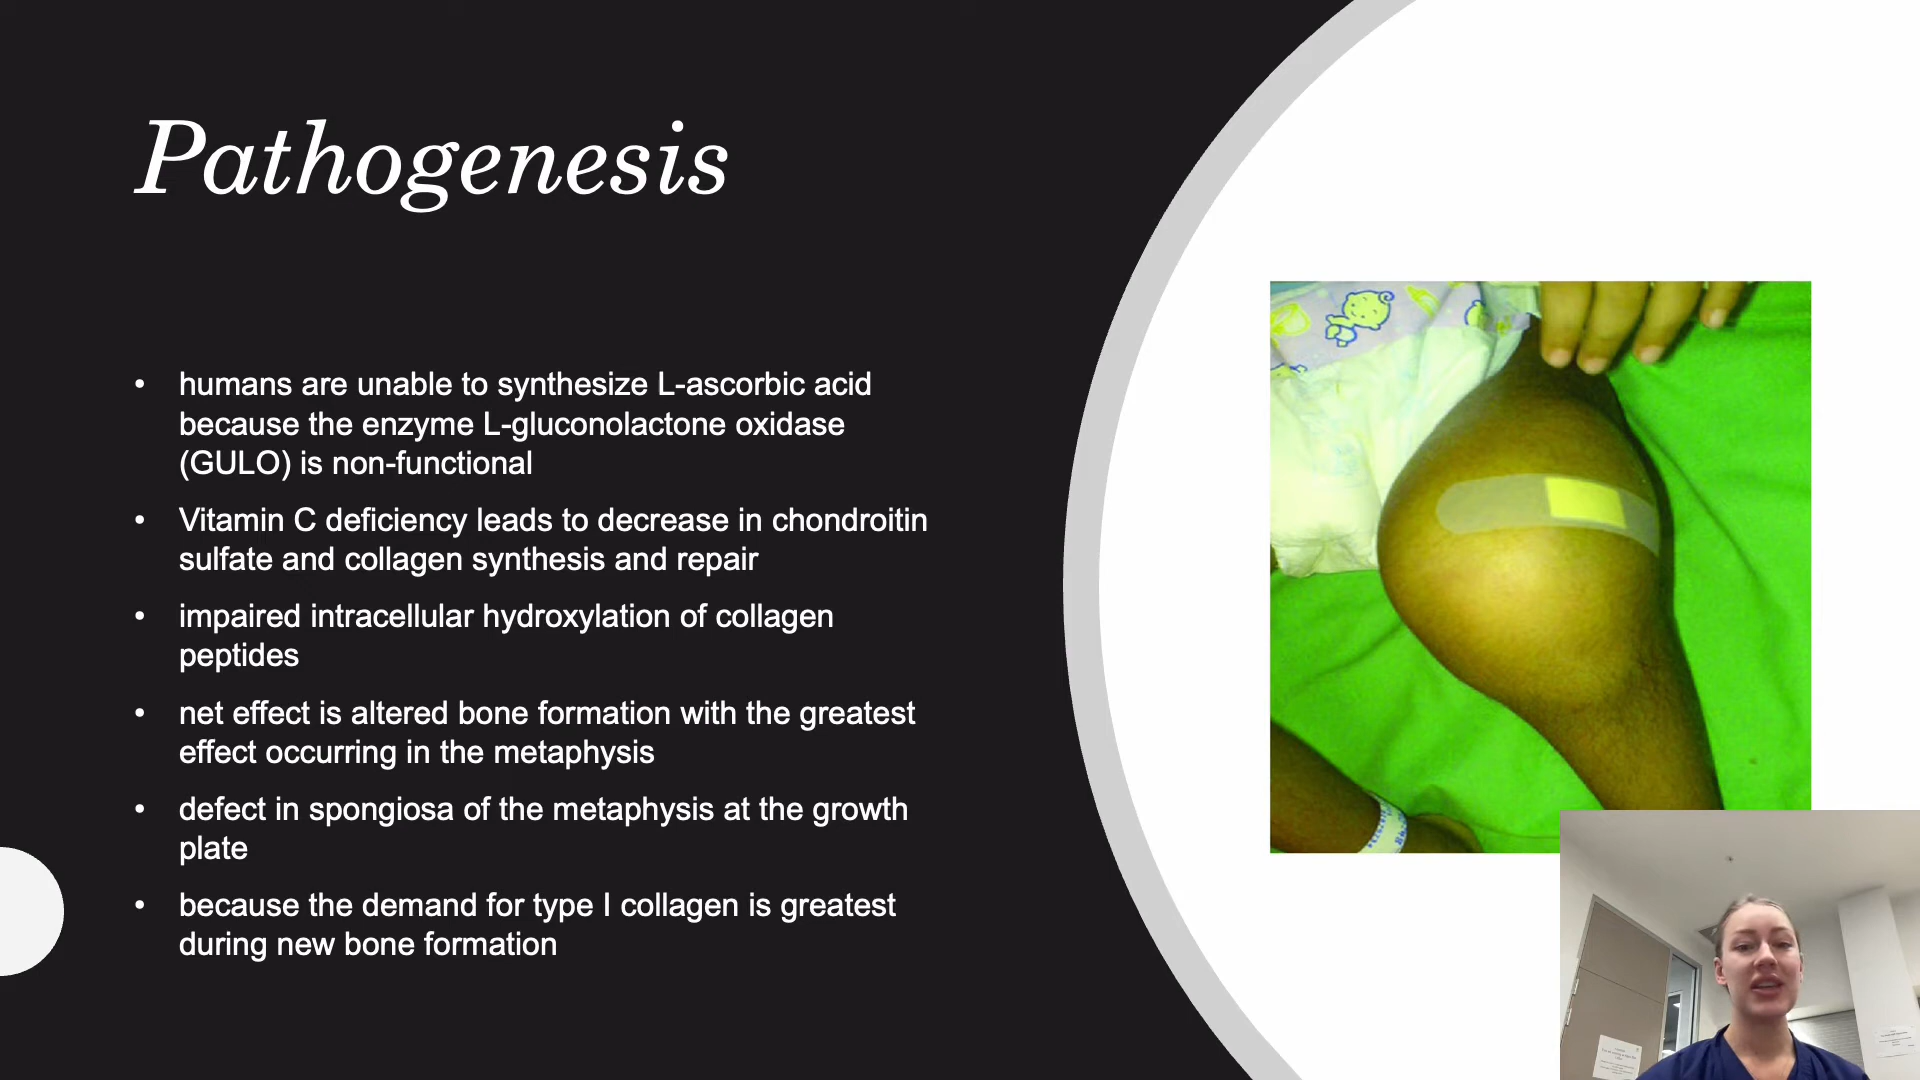 Pathogenesis
• humans are unable to synthesize L-ascorbic acid
because the enzyme L-gluconolactone oxidase
(GULO) is non-functional
• Vitamin C deficiency leads to decrease in chondroitin
sulfate and collagen synthesis and repair
• impaired intracellular hydroxylation of collagen
peptides
• net effect is altered bone formation with the greatest
effect occurring in the metaphysis
• defect in spongiosa of the metaphysis at the growth
plate
• because the demand for type I collagen is greatest
during new bone formation